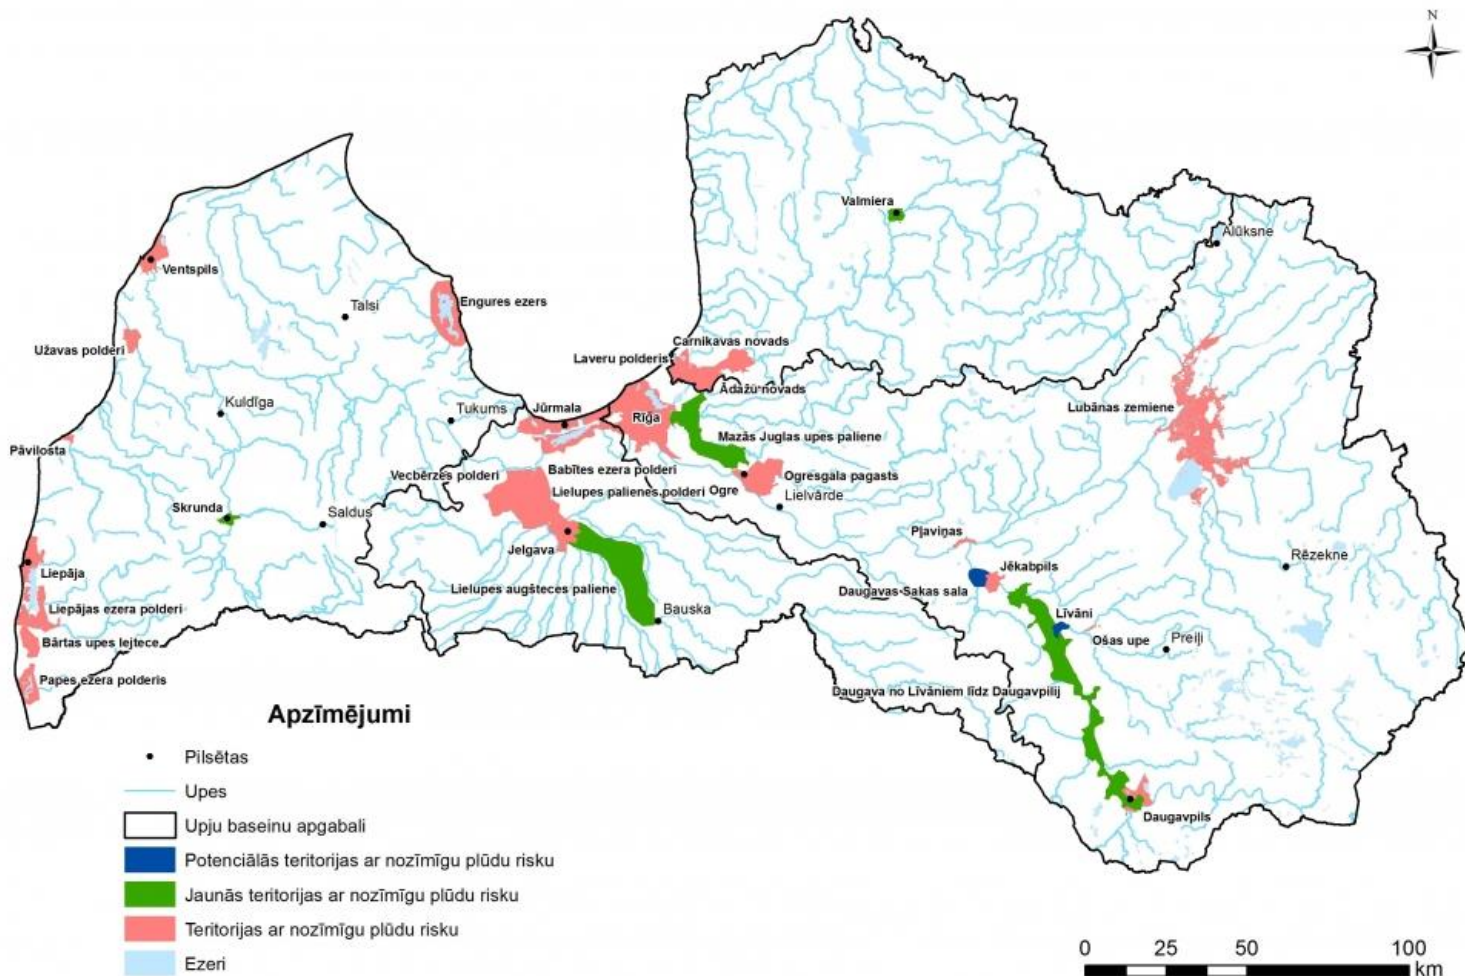 N
Valmiera
Alūksne
Ventspils
Talsi
Engures ezers
Užavas polderi
Carnikavas novads
Laveru polderis
Ādažu novads
Kuldīga
Tukums
Jūrmala
Rīga
Lubānas zemiene
Pāvilosta
Mazās Juglas upes paliene
Vecbērzes polderi
Babītes ezera polderi
Ogresgala pagasts
Lielupes palienes polderi
Ogre
Lielvārde
Skrunda
Saldus
Pļaviņas
Jelgava
Rēzekne
Liepāja
Jēkabpils
Lielupes augšteces paliene
Daugavas Sakas sala
Liepājas ezera polderi
Bauska
Līvāni
Bārtas upes lejtece
Ošas upe
Preiļi
Papes ezera polderis
Daugava no Līvāniem līdz Daugavpilij
Daugavpils
Apzīmējumi
Pilsētas
Upes
Upju baseinu apgabali
Potenciālās teritorijas ar nozīmīgu plūdu risku
Jaunās teritorijas ar nozīmīgu plūdu risku
Teritorijas ar nozīmīgu plūdu risku
Ezeri
0 25 50 100
km